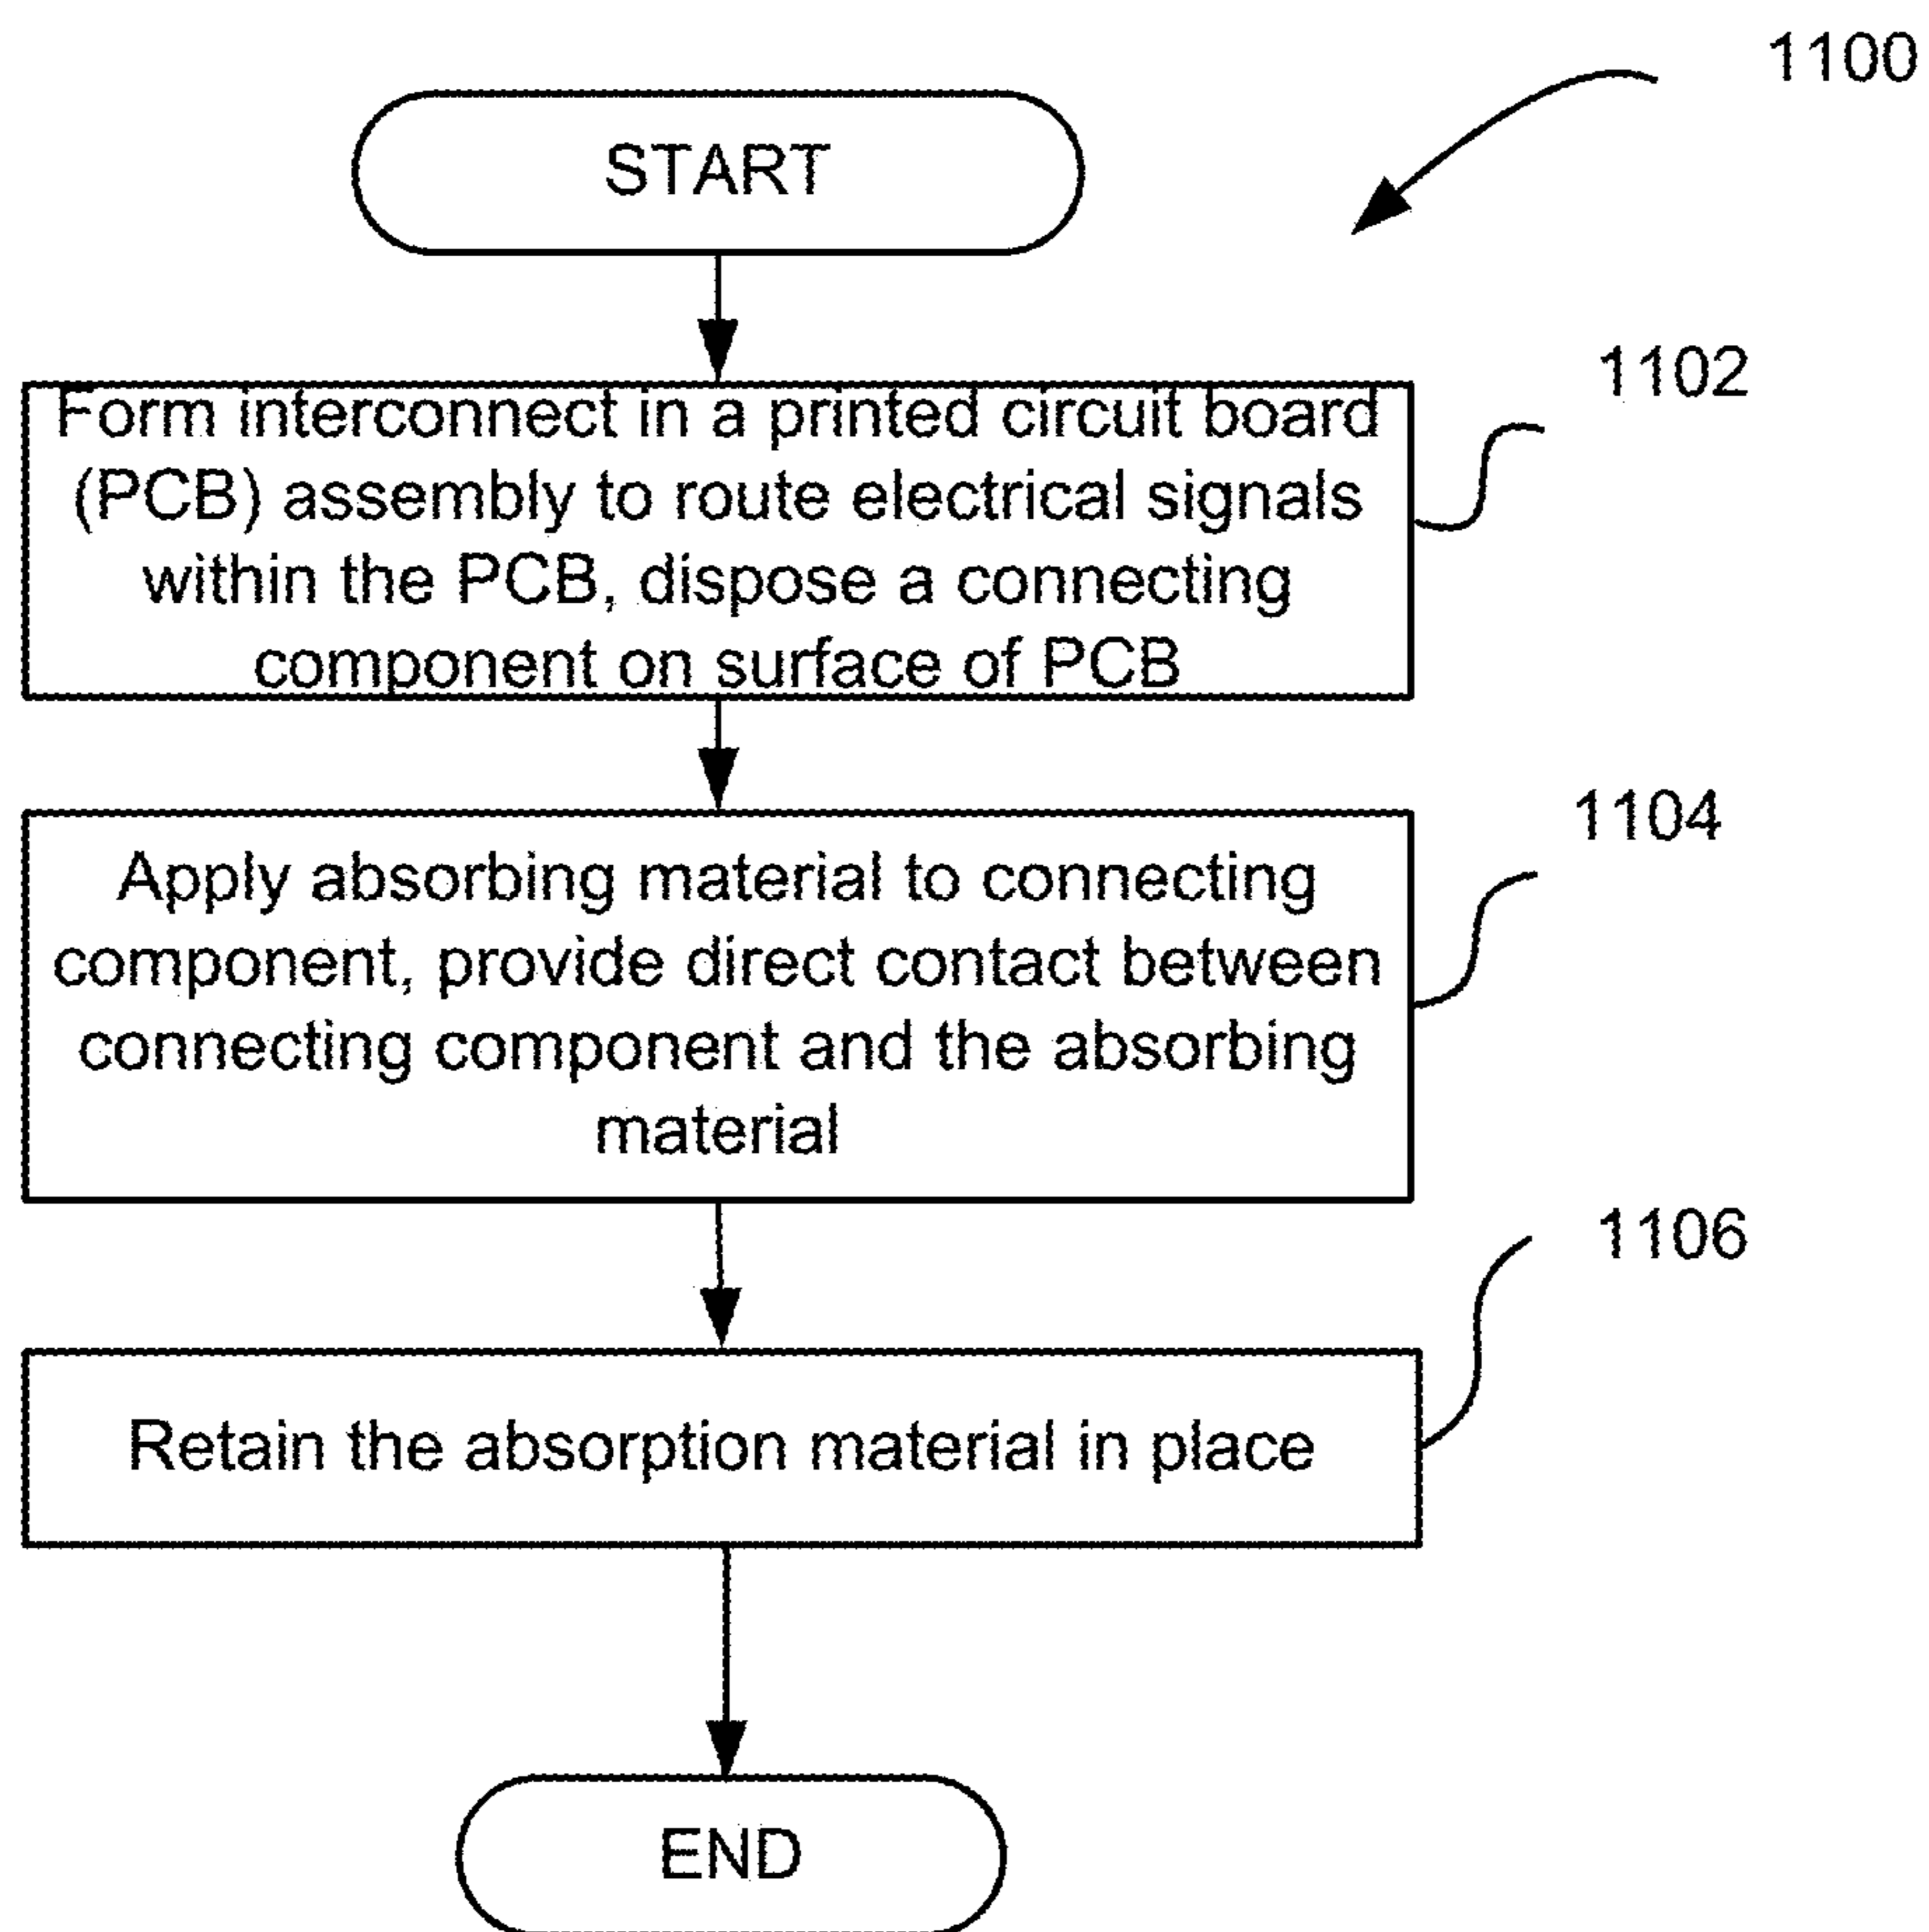 1100
START
1102
Form interconnect in a printed circuit board
(PCB) assembly to route electrical signals
within the PCB, dispose a connecting
component on surface of PCB
1104
Apply absorbing material to connecting
component, provide direct contact between
connecting component and the absorbing
material
1106
Retain the absorption material in place
END